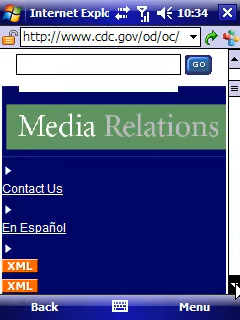 Internet Explo 10:34
http://www.cdc.gov/od/oc/
GO
Media Relations
Contact Us
En Español
XML
XML
Back Menu